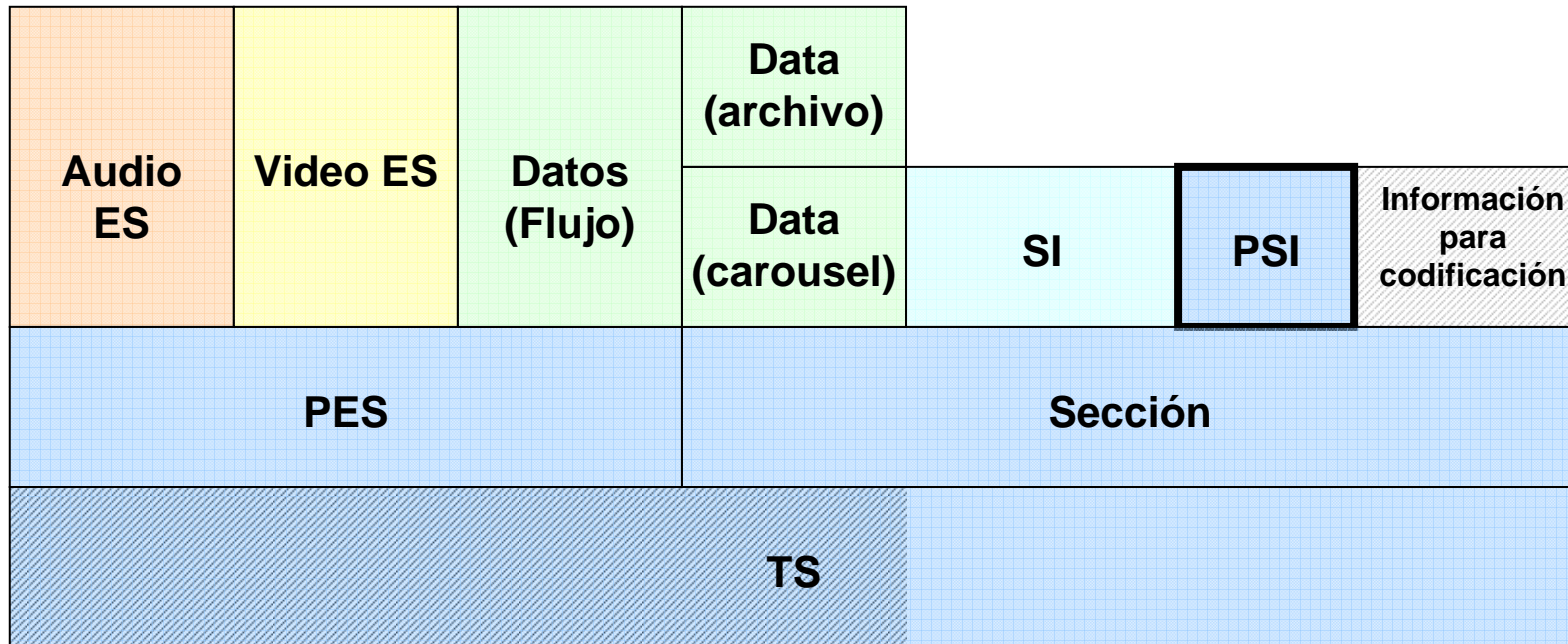 Audio
ES
Video ES
Datos
(Flujo)
Data
(archivo)
Data
(carousel)
SI
PSI
Información
para
codificación
PES
Sección
TS